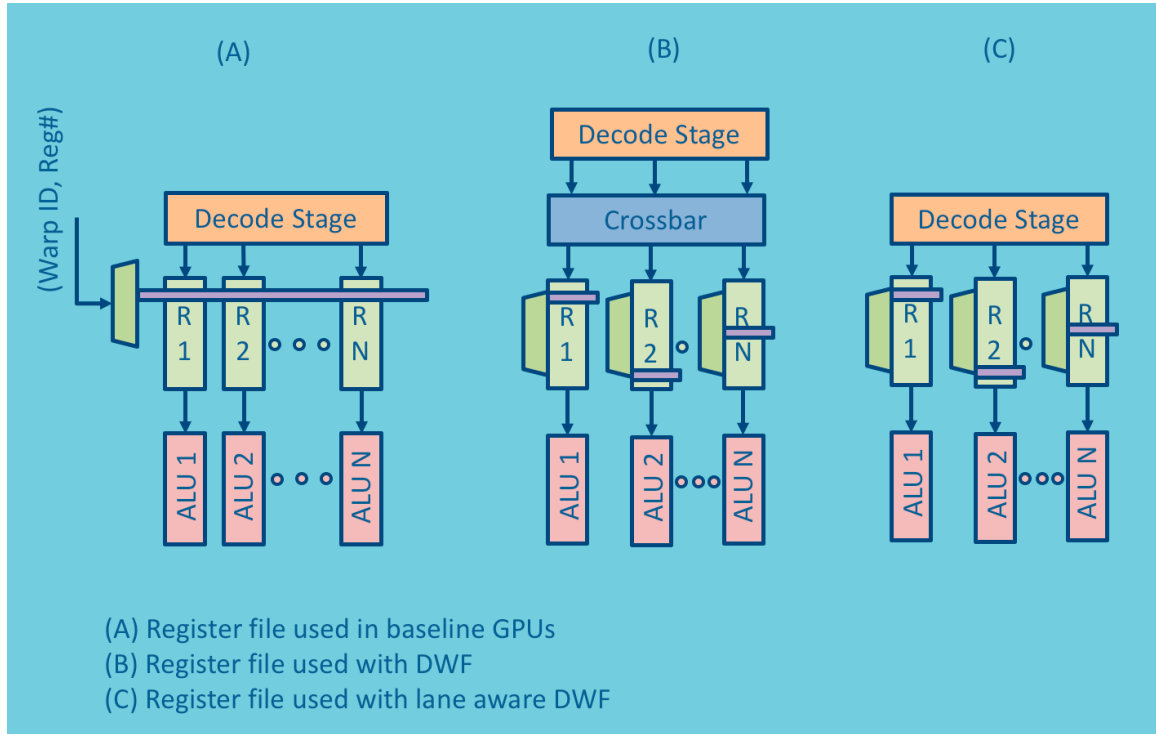 (A)
(B)
(C)
(Warp ID, Reg#)
Decode Stage
R 1
R 2
R N
ALU 1
ALU 2
ALU N
Decode Stage
Crossbar
R 1
R 2
R N
ALU 1
ALU 2
ALU N
Decode Stage
R 1
R 2
R N
ALU 1
ALU 2
ALU N
(A) Register file used in baseline GPUs
(B) Register file used with DWF
(C) Register file used with lane aware DWF